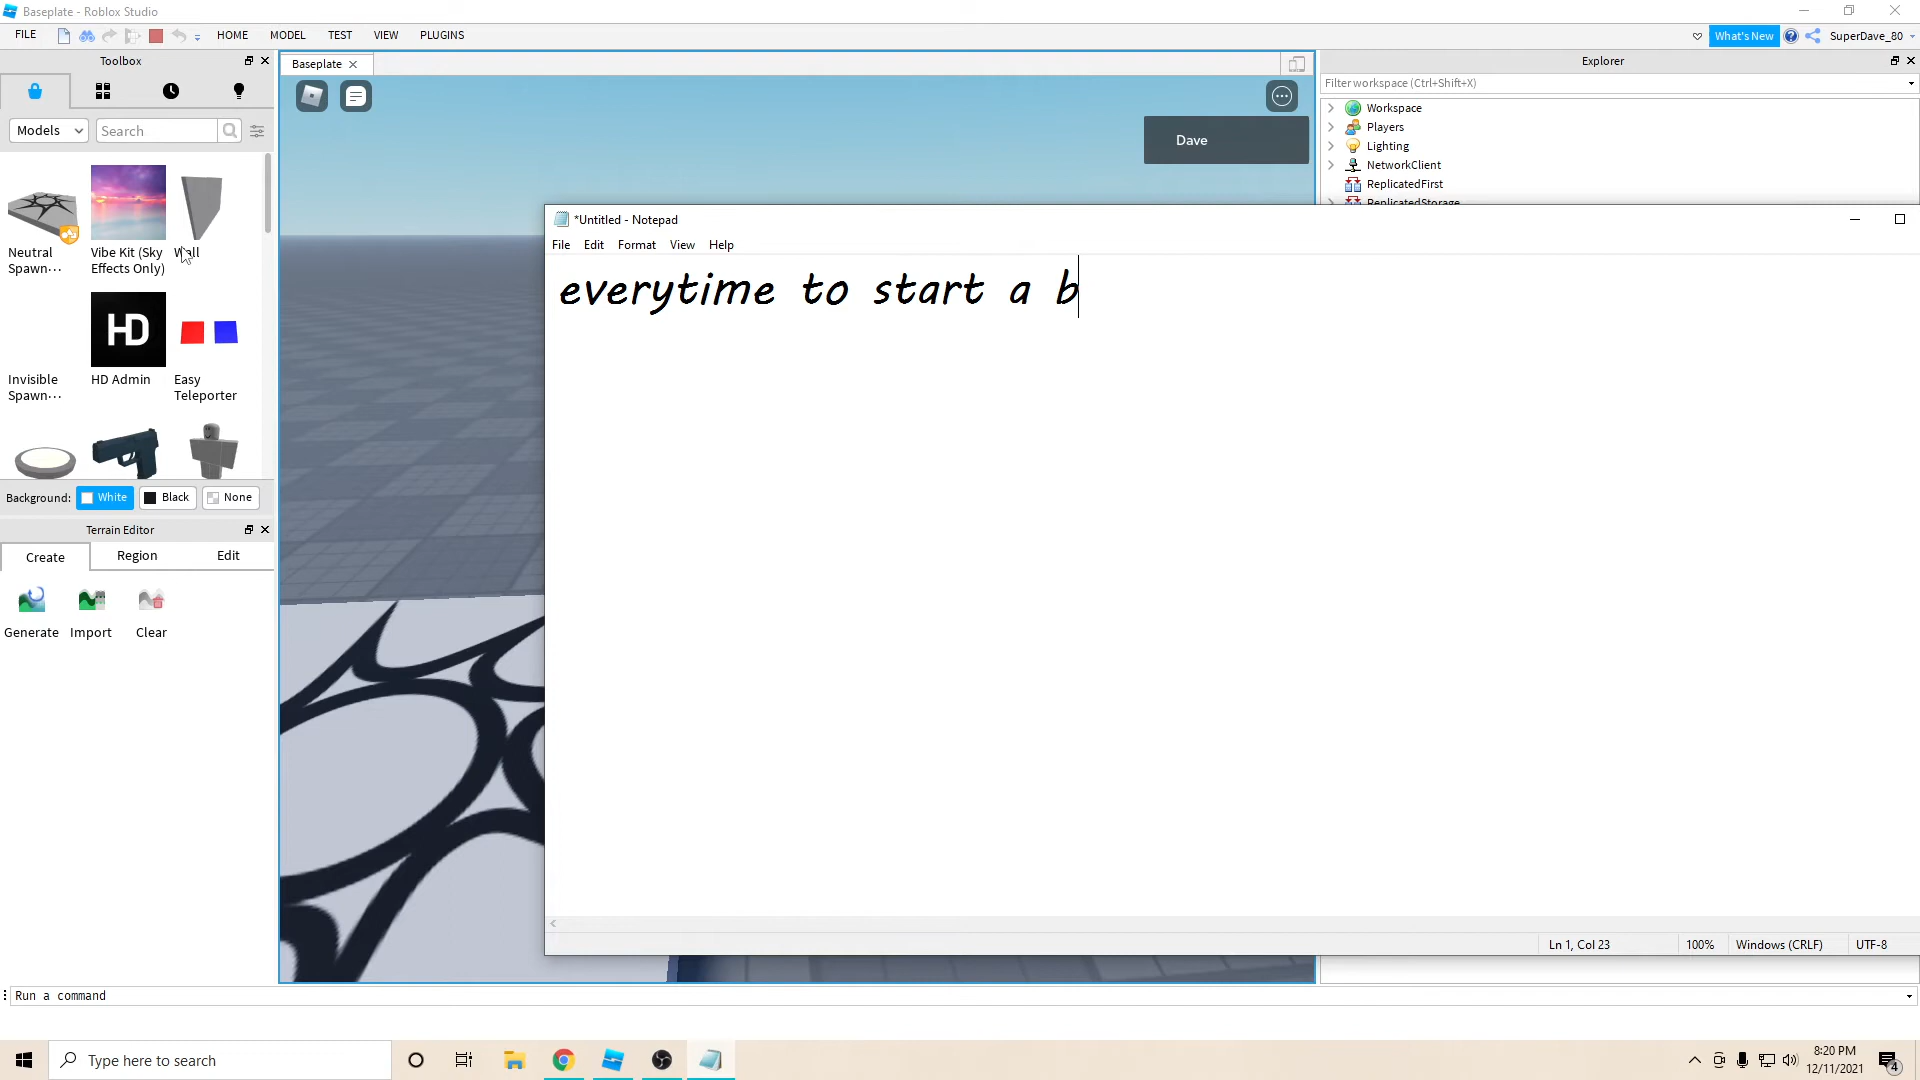 Baseplate - Roblox Studio
FILE HOME MODEL TEST VIEW PLUGINS What's New SuperDave_80
Toolbox
Models Search
Neutral Spawn...
Vibe Kit (Sky Effects Only)
Wall
Invisible Spawn...
HD
HD Admin
Easy Teleporter
Background: White Black None
Terrain Editor
Create Region Edit
Generate Import Clear
Baseplate
Dave
Explorer
Filter workspace (Ctrl+Shift+X)
Workspace
Players
Lighting
NetworkClient
ReplicatedFirst
ReplicatedStorage
*Untitled - Notepad
File Edit Format View Help
everytime to start a b
Ln 1, Col 23 100% Windows (CRLF) UTF-8
Run a command
Type here to search
8:20 PM
12/11/2021
4